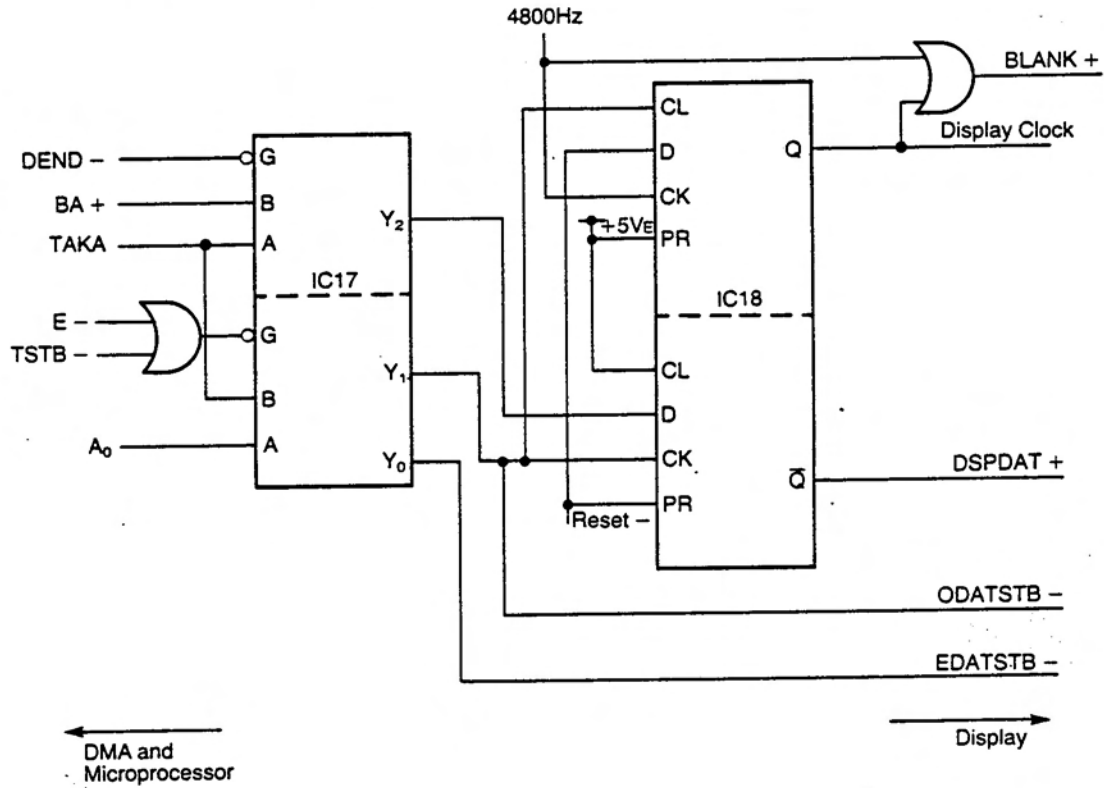 4800Hz
BLANK +
CL
DEND –
G
D
Q
Display Clock
BA +
B
Y₂
CK
TAKA
A
+5VE
PR
IC17
IC18
E –
G
TSTB –
Y₁
CL
B
D
A₀
A
Y₀
CK
Q̅
DSPDAT +
PR
Reset –
ODATSTB –
EDATSTB –
DMA and
Microprocessor
Display